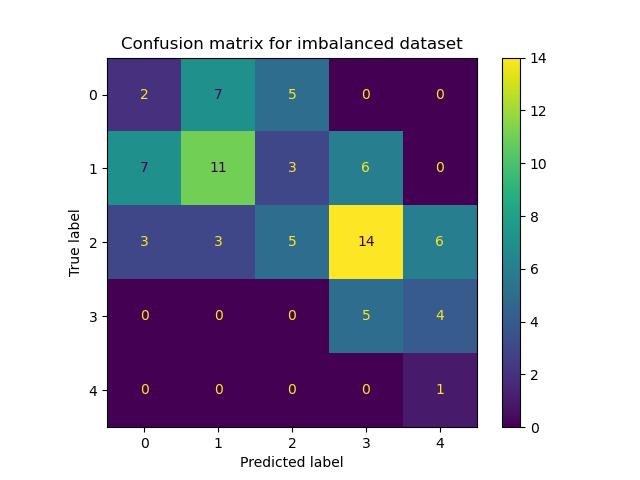 Confusion matrix for imbalanced dataset
0 2 7 5 0 0
1 7 11 3 6 0
2 3 3 5 14 6
3 0 0 0 5 4
4 0 0 0 0 1
0 1 2 3 4
Predicted label
True label
14
12
10
8
6
4
2
0